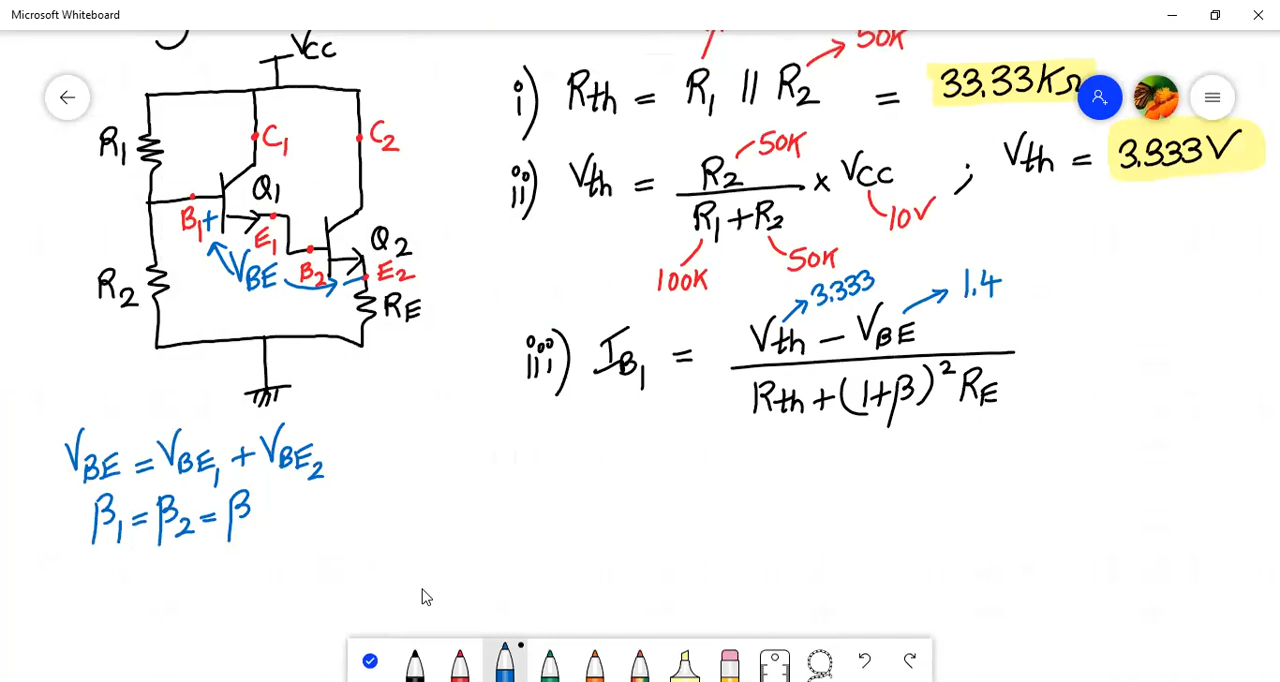 Microsoft Whiteboard
VCC
R1
C1
C2
Q1
B1 +
E1
VBE
B2
Q2
E2
R2
RE
VBE = VBE1 + VBE2
β1 = β2 = β
50K
i) Rth = R1 || R2 = 33.33KΩ
50K
ii) Vth = R2 / (R1 + R2) × VCC ; Vth = 3.333V
10V
100K
50K
3.333
1.4
iii) IB1 = (Vth − VBE) / (Rth + (1+β)² RE)